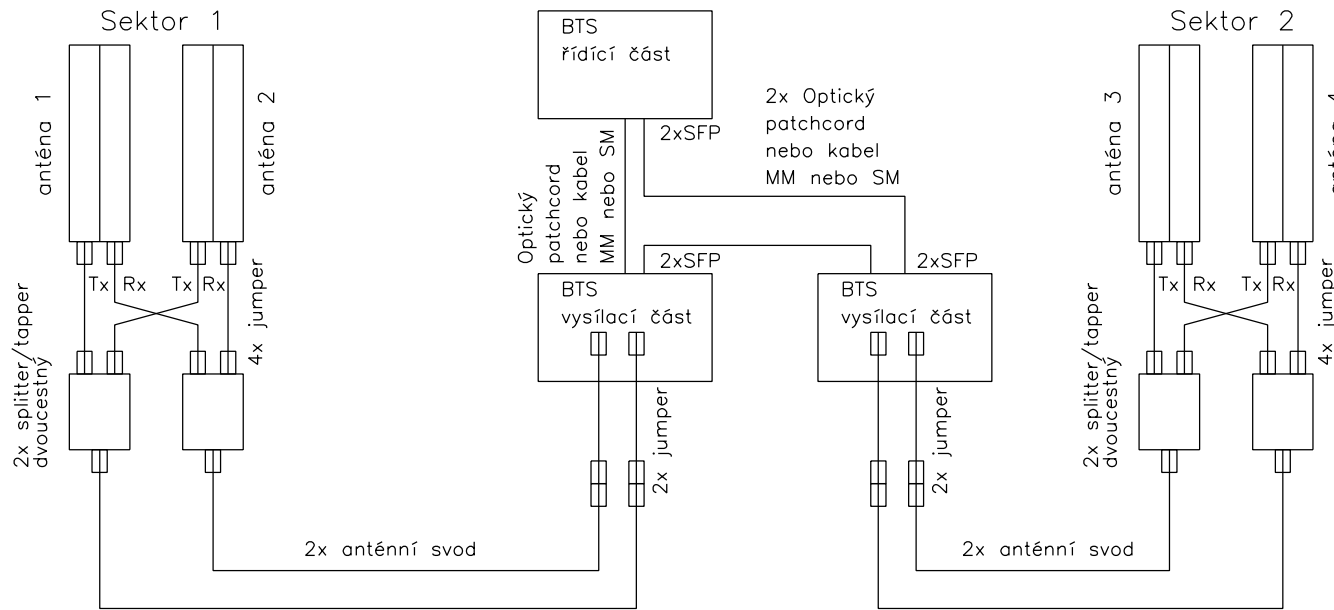 Sektor 1
Sektor 2
BTS
řídící část
2xSFP
2x Optický
patchcord
nebo kabel
MM nebo SM
Optický
patchcord
nebo kabel
MM nebo SM
anténa 1
anténa 2
anténa 3
anténa 4
Tx
Rx
Tx
Rx
4x jumper
2x splitter/tapper
dvoucestný
2xSFP
BTS
vysílací část
2x jumper
2xSFP
BTS
vysílací část
2x jumper
Tx
Rx
Tx
Rx
4x jumper
2x splitter/tapper
dvoucestný
2x anténní svod
2x anténní svod